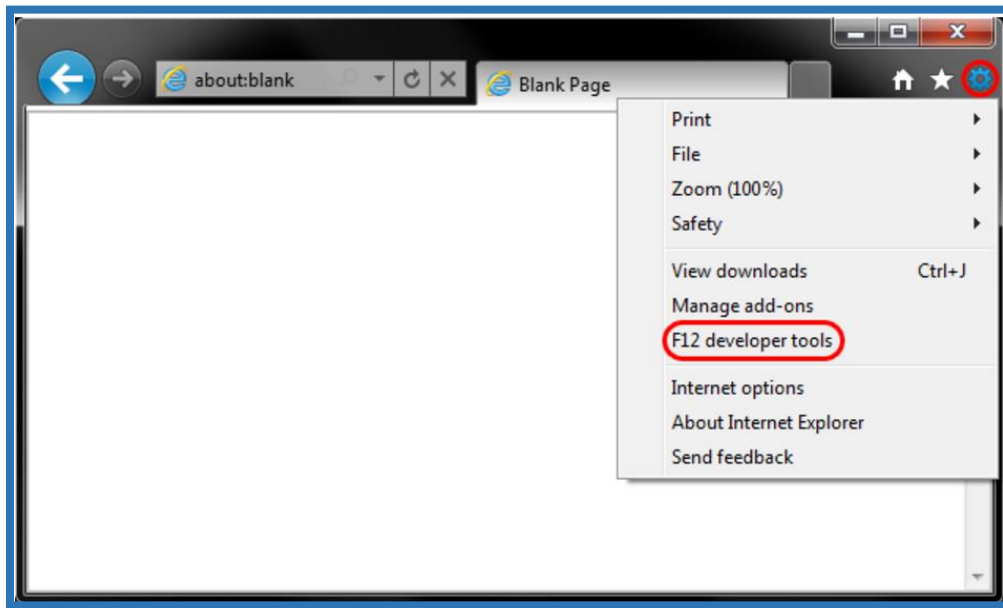 about:blank
Blank Page
Print
File
Zoom (100%)
Safety
View downloads Ctrl+J
Manage add-ons
F12 developer tools
Internet options
About Internet Explorer
Send feedback